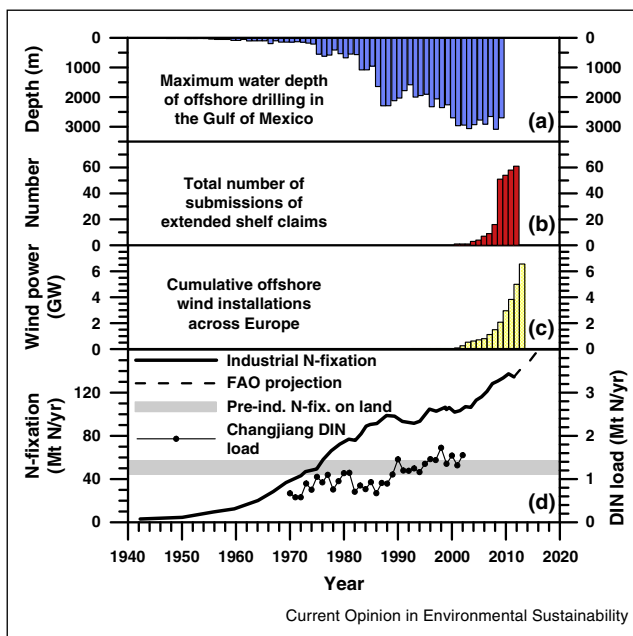 0
1000
2000
3000
Depth (m)
Maximum water depth
of offshore drilling in
the Gulf of Mexico
(a)
0
1000
2000
3000
60
40
20
0
Number
Total number of
submissions of
extended shelf claims
(b)
60
40
20
0
6
4
2
0
Wind power
(GW)
Cumulative offshore
wind installations
across Europe
(c)
6
4
2
0
120
80
40
0
N-fixation
(Mt N/yr)
Industrial N-fixation
FAO projection
Pre-ind. N-fix. on land
Changjiang DIN
load
(d)
3
2
1
0
DIN load (Mt N/yr)
1940 1950 1960 1970 1980 1990 2000 2010 2020
Year
Current Opinion in Environmental Sustainability